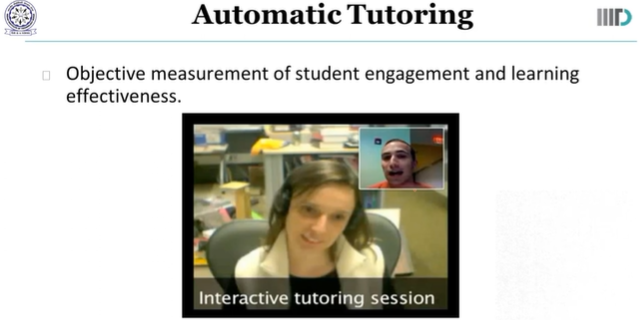 Automatic Tutoring
Objective measurement of student engagement and learning
effectiveness.
Interactive tutoring session